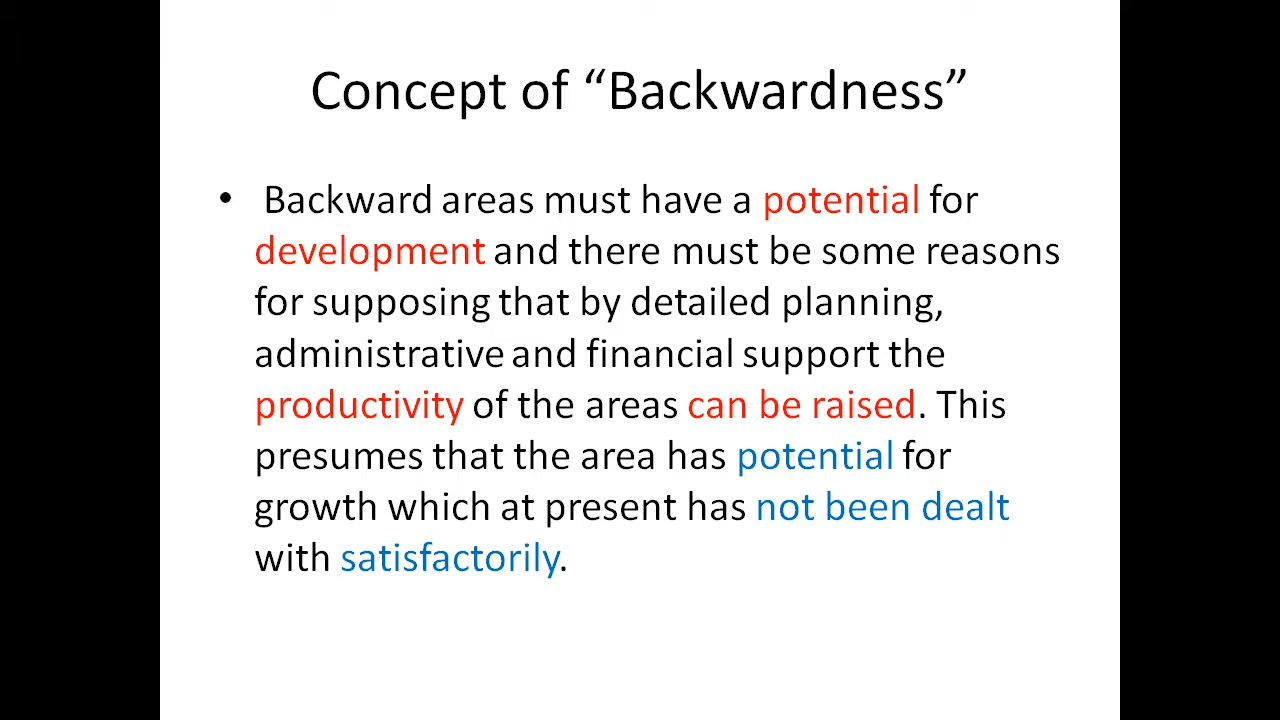 Concept of “Backwardness”
• Backward areas must have a potential for
development and there must be some reasons
for supposing that by detailed planning,
administrative and financial support the
productivity of the areas can be raised. This
presumes that the area has potential for
growth which at present has not been dealt
with satisfactorily.